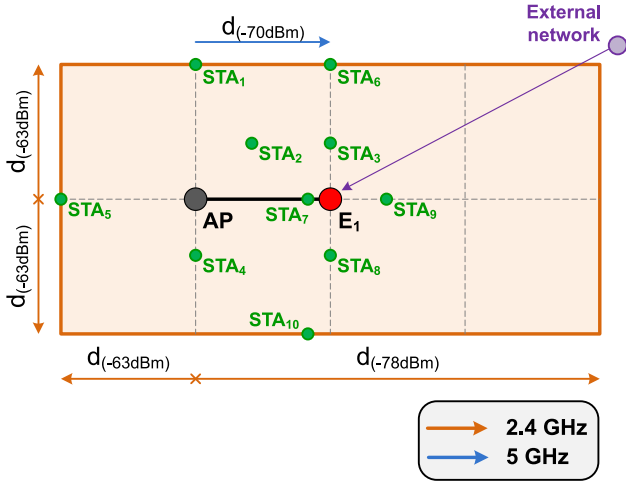 d(-70dBm)
External
network
STA1
STA6
STA2
STA3
d(-63dBm)
STA5
AP
STA7
E1
STA9
d(-63dBm)
STA4
STA8
STA10
d(-63dBm)
d(-78dBm)
2.4 GHz
5 GHz